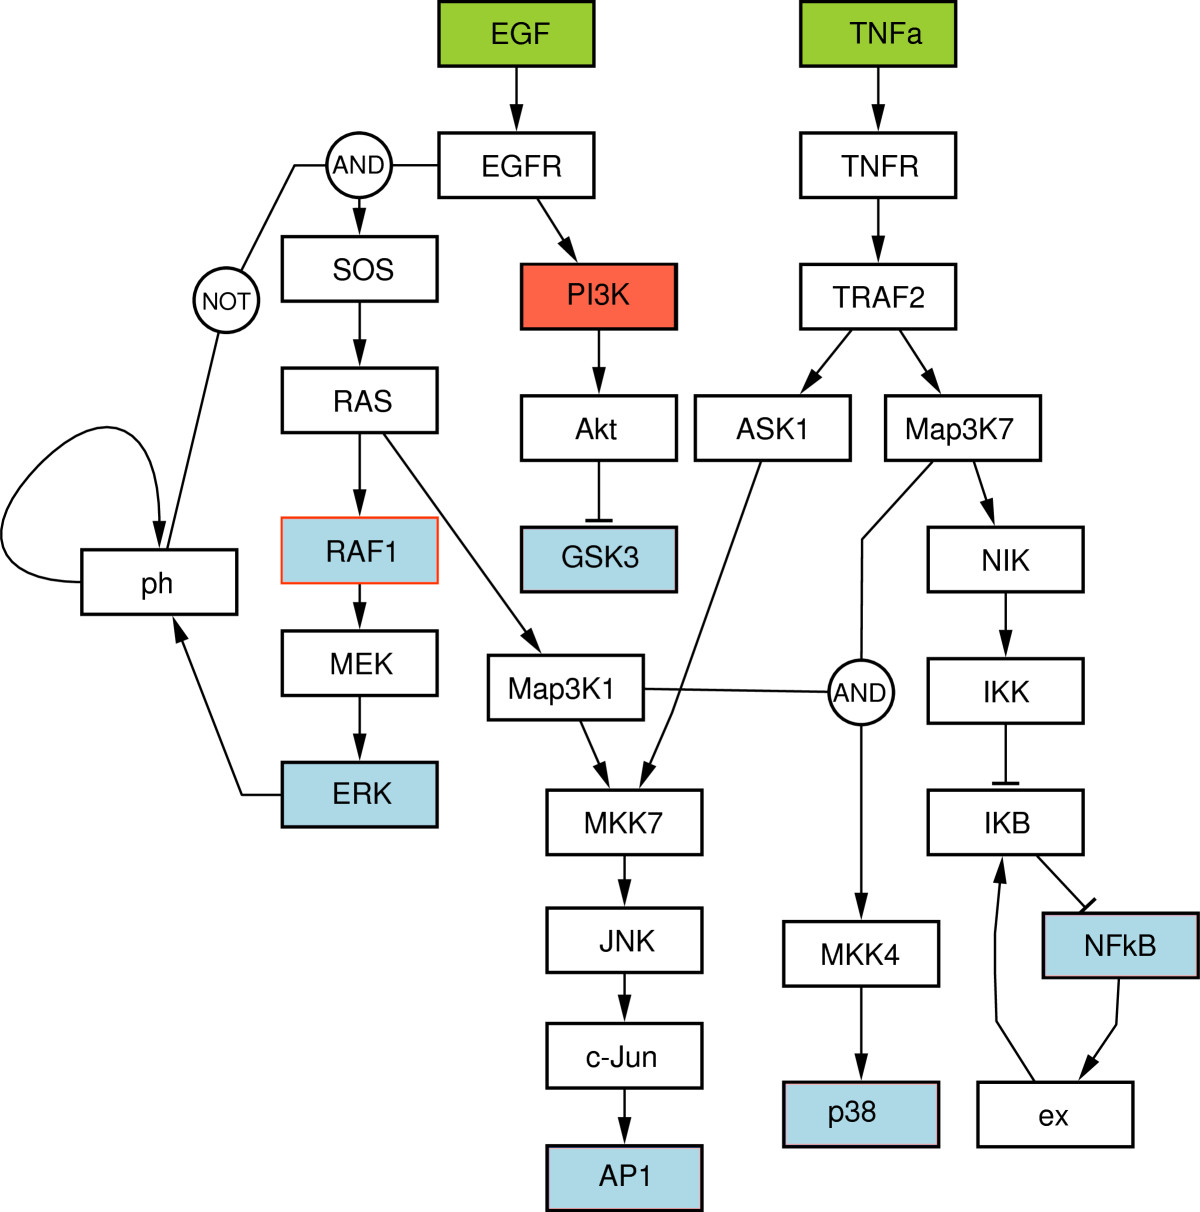 EGF
TNFa
AND
EGFR
TNFR
SOS
PI3K
TRAF2
NOT
RAS
Akt
ASK1
Map3K7
RAF1
GSK3
NIK
ph
MEK
Map3K1
AND
IKK
ERK
MKK7
IKB
JNK
MKK4
NFkB
c-Jun
p38
ex
AP1